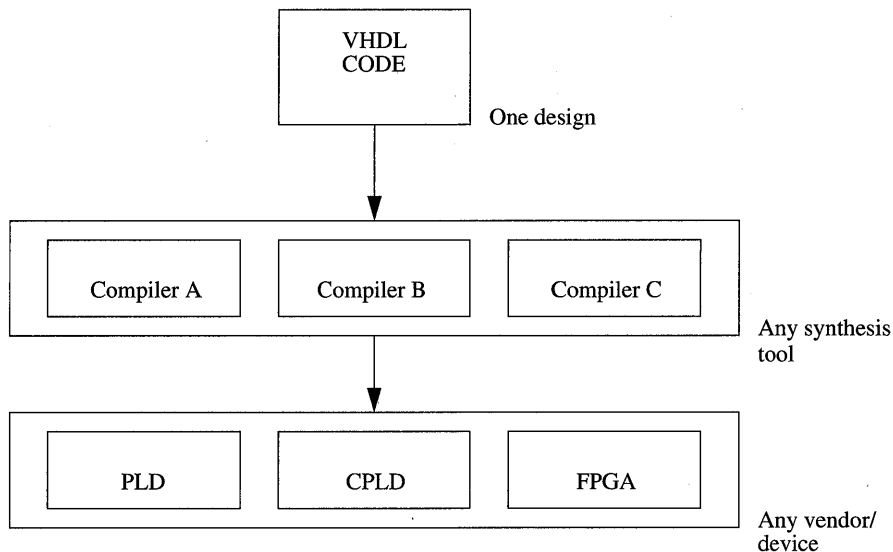 VHDL
CODE
One design
Compiler A
Compiler B
Compiler C
Any synthesis
tool
PLD
CPLD
FPGA
Any vendor/
device